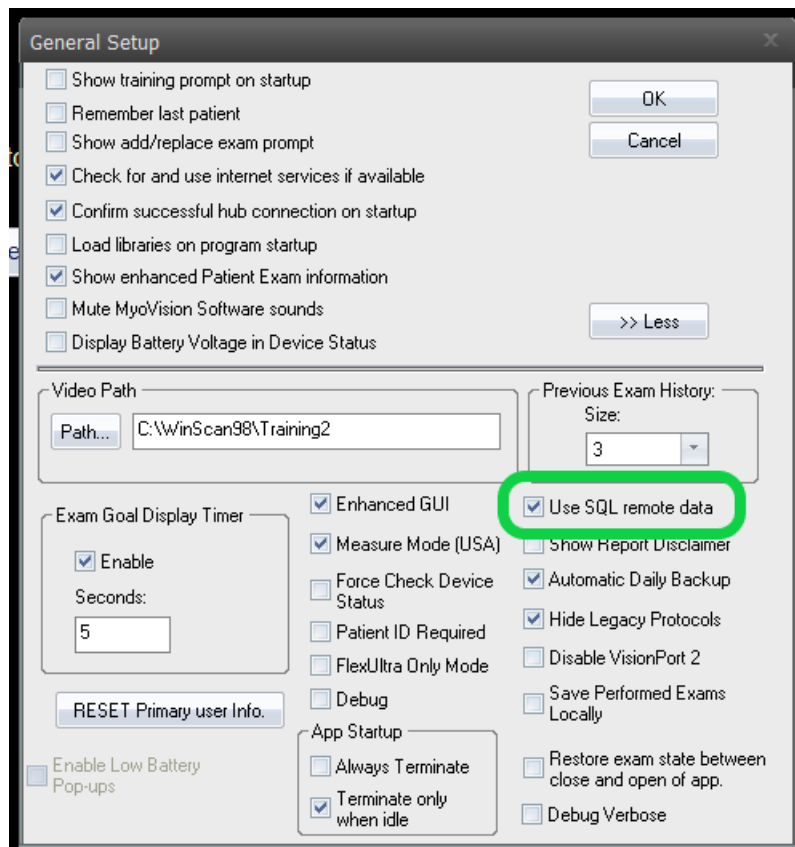 General Setup
x
Show training prompt on startup
Remember last patient
Show add/replace exam prompt
Check for and use internet services if available
Confirm successful hub connection on startup
Load libraries on program startup
Show enhanced Patient Exam information
Mute MyoVision Software sounds
Display Battery Voltage in Device Status
OK
Cancel
>> Less
Video Path
Path...
C:\WinScan98\Training2
Previous Exam History:
Size:
3
Exam Goal Display Timer
Enable
Seconds:
5
RESET Primary user Info.
Enable Low Battery
Pop-ups
Enhanced GUI
Measure Mode (USA)
Force Check Device
Status
Patient ID Required
FlexUltra Only Mode
Debug
App Startup
Always Terminate
Terminate only
when idle
Use SQL remote data
Show Report Disclaimer
Automatic Daily Backup
Hide Legacy Protocols
Disable VisionPort 2
Save Performed Exams
Locally
Restore exam state between
close and open of app.
Debug Verbose